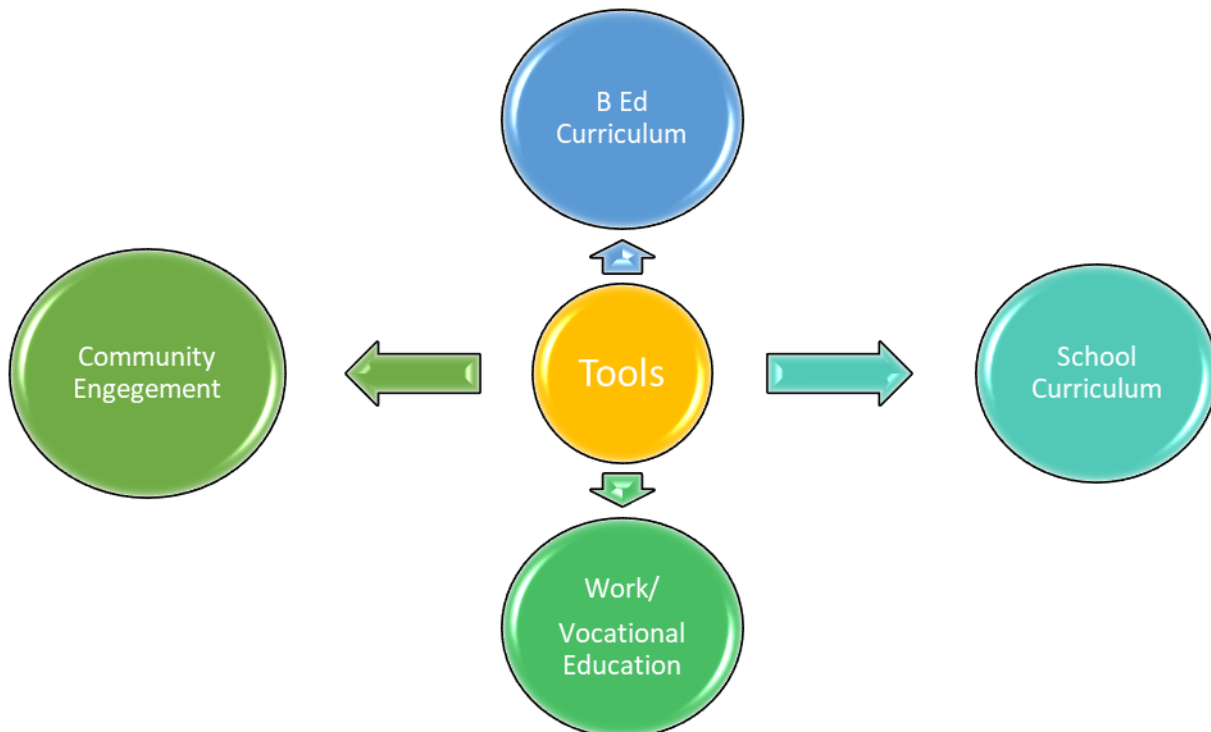 B Ed
Curriculum
Community
Engegement
Tools
School
Curriculum
Work/
Vocational
Education